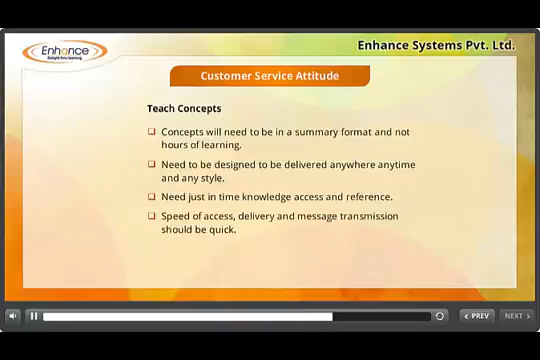 Enhance
Delight thru learning
Enhance Systems Pvt. Ltd.
Customer Service Attitude
Teach Concepts
Concepts will need to be in a summary format and not
hours of learning.
Need to be designed to be delivered anywhere anytime
and any style.
Need just in time knowledge access and reference.
Speed of access, delivery and message transmission
should be quick.
PREV
NEXT